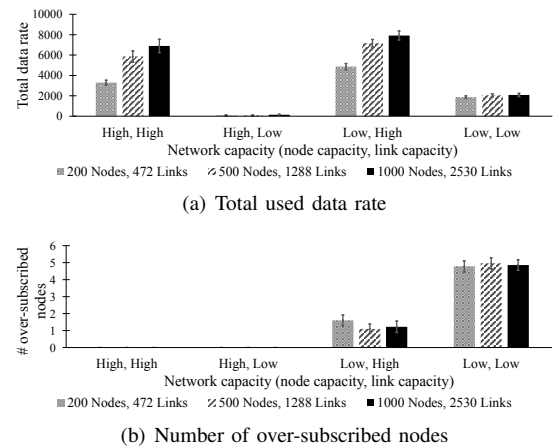 Total data rate
10000
8000
6000
4000
2000
0
High, High
High, Low
Low, High
Low, Low
Network capacity (node capacity, link capacity)
200 Nodes, 472 Links
500 Nodes, 1288 Links
1000 Nodes, 2530 Links
(a) Total used data rate
# over-subscribed
nodes
6
5
4
3
2
1
0
High, High
High, Low
Low, High
Low, Low
Network capacity (node capacity, link capacity)
200 Nodes, 472 Links
500 Nodes, 1288 Links
1000 Nodes, 2530 Links
(b) Number of over-subscribed nodes